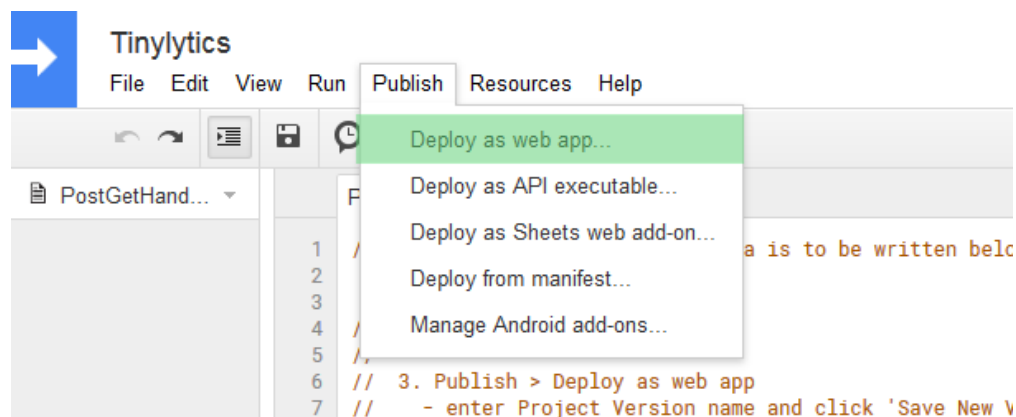 Tinylytics
File Edit View Run Publish Resources Help
Deploy as web app...
PostGetHand...
Deploy as API executable...
Deploy as Sheets web add-on...
1 a is to be written
2
Deploy from manifest...
3
4 /
Manage Android add-ons...
5 //
6 // 3. Publish > Deploy as web app
7 // - enter Project Version name and click 'Save New